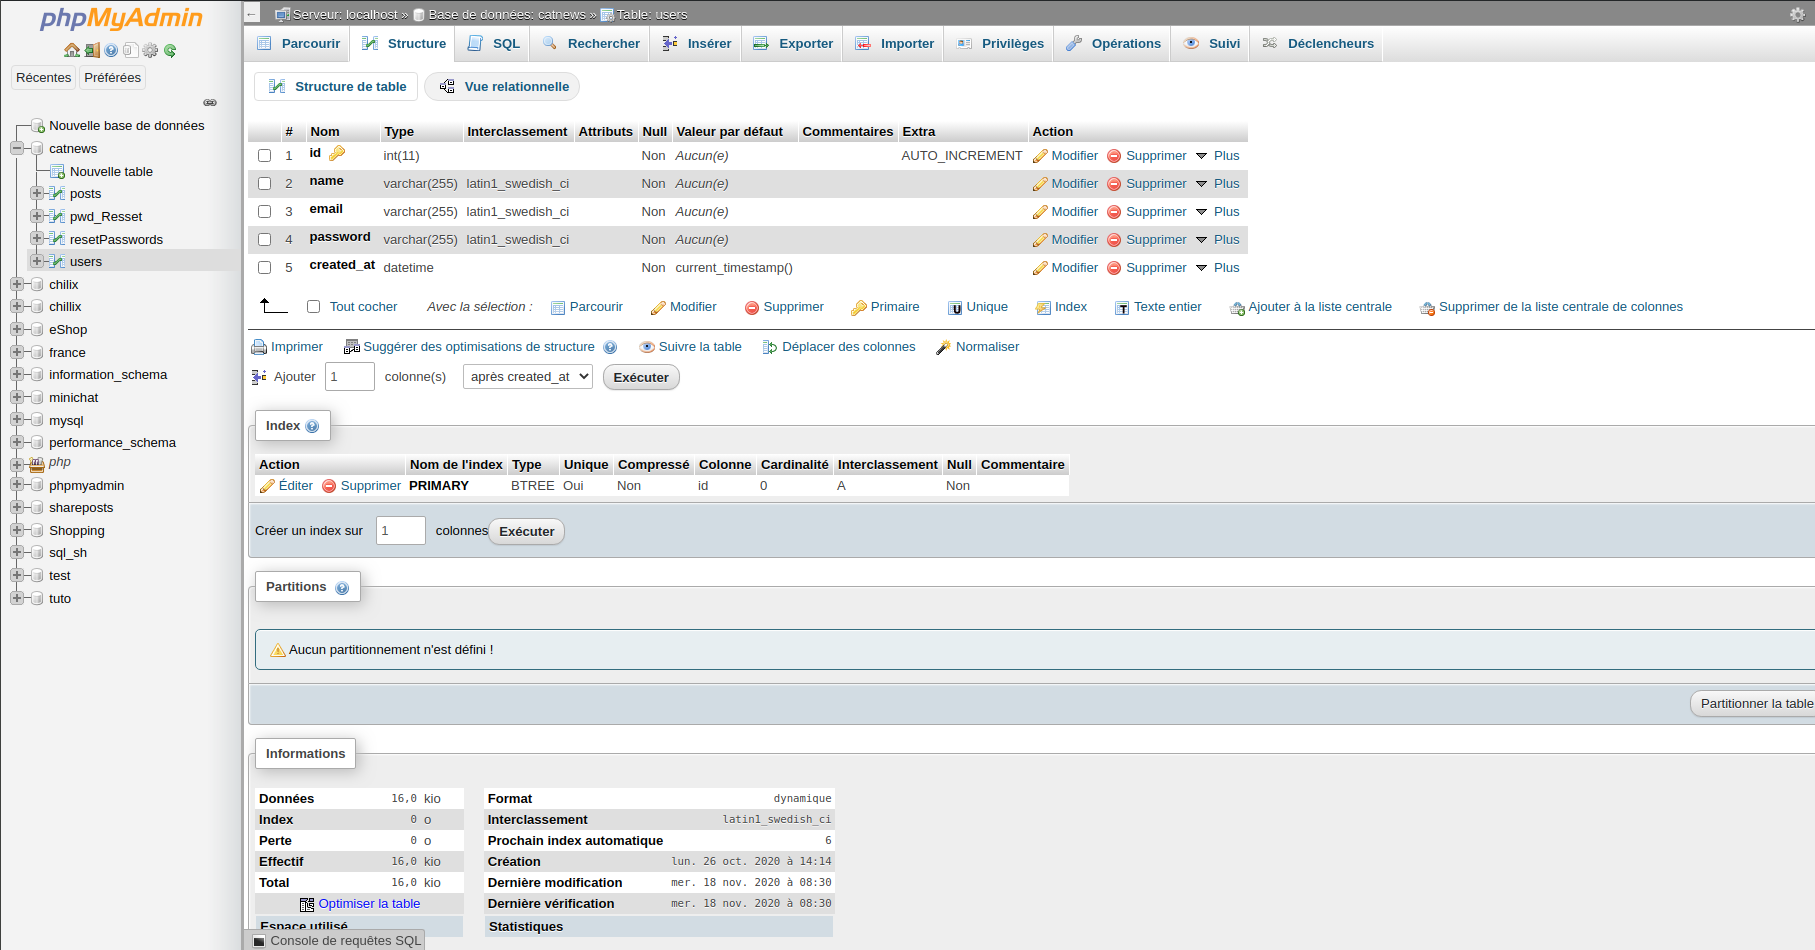 phpMyAdmin
Récentes Préférées
Nouvelle base de données
catnews
Nouvelle table
posts
pwd_Resset
resetPasswords
users
chilix
chillix
eShop
france
information_schema
minichat
mysql
performance_schema
php
phpmyadmin
shareposts
Shopping
sql_sh
test
tuto
← Serveur: localhost » Base de données: catnews » Table: users
Parcourir Structure SQL Rechercher Insérer Exporter Importer Privilèges Opérations Suivi Déclencheurs
Structure de table Vue relationnelle
# Nom Type Interclassement Attributs Null Valeur par défaut Commentaires Extra Action
1 id int(11) Non Aucun(e) AUTO_INCREMENT Modifier Supprimer Plus
2 name varchar(255) latin1_swedish_ci Non Aucun(e) Modifier Supprimer Plus
3 email varchar(255) latin1_swedish_ci Non Aucun(e) Modifier Supprimer Plus
4 password varchar(255) latin1_swedish_ci Non Aucun(e) Modifier Supprimer Plus
5 created_at datetime Non current_timestamp() Modifier Supprimer Plus
Tout cocher Avec la sélection : Parcourir Modifier Supprimer Primaire Unique Index Texte entier Ajouter à la liste centrale Supprimer de la liste centrale de colonnes
Imprimer Suggérer des optimisations de structure Suivre la table Déplacer des colonnes Normaliser
Ajouter 1 colonne(s) après created_at Exécuter
Index
Action Nom de l'index Type Unique Compressé Colonne Cardinalité Interclassement Null Commentaire
Éditer Supprimer PRIMARY BTREE Oui Non id 0 A Non
Créer un index sur 1 colonnes Exécuter
Partitions
Aucun partitionnement n'est défini !
Partitionner la table
Informations
Données 16,0 kio
Index 0 o
Perte 0 o
Effectif 16,0 kio
Total 16,0 kio
Optimiser la table
Espace utilisé
Format dynamique
Interclassement latin1_swedish_ci
Prochain index automatique 6
Création lun. 26 oct. 2020 à 14:14
Dernière modification mer. 18 nov. 2020 à 08:30
Dernière vérification mer. 18 nov. 2020 à 08:30
Statistiques
Console de requêtes SQL